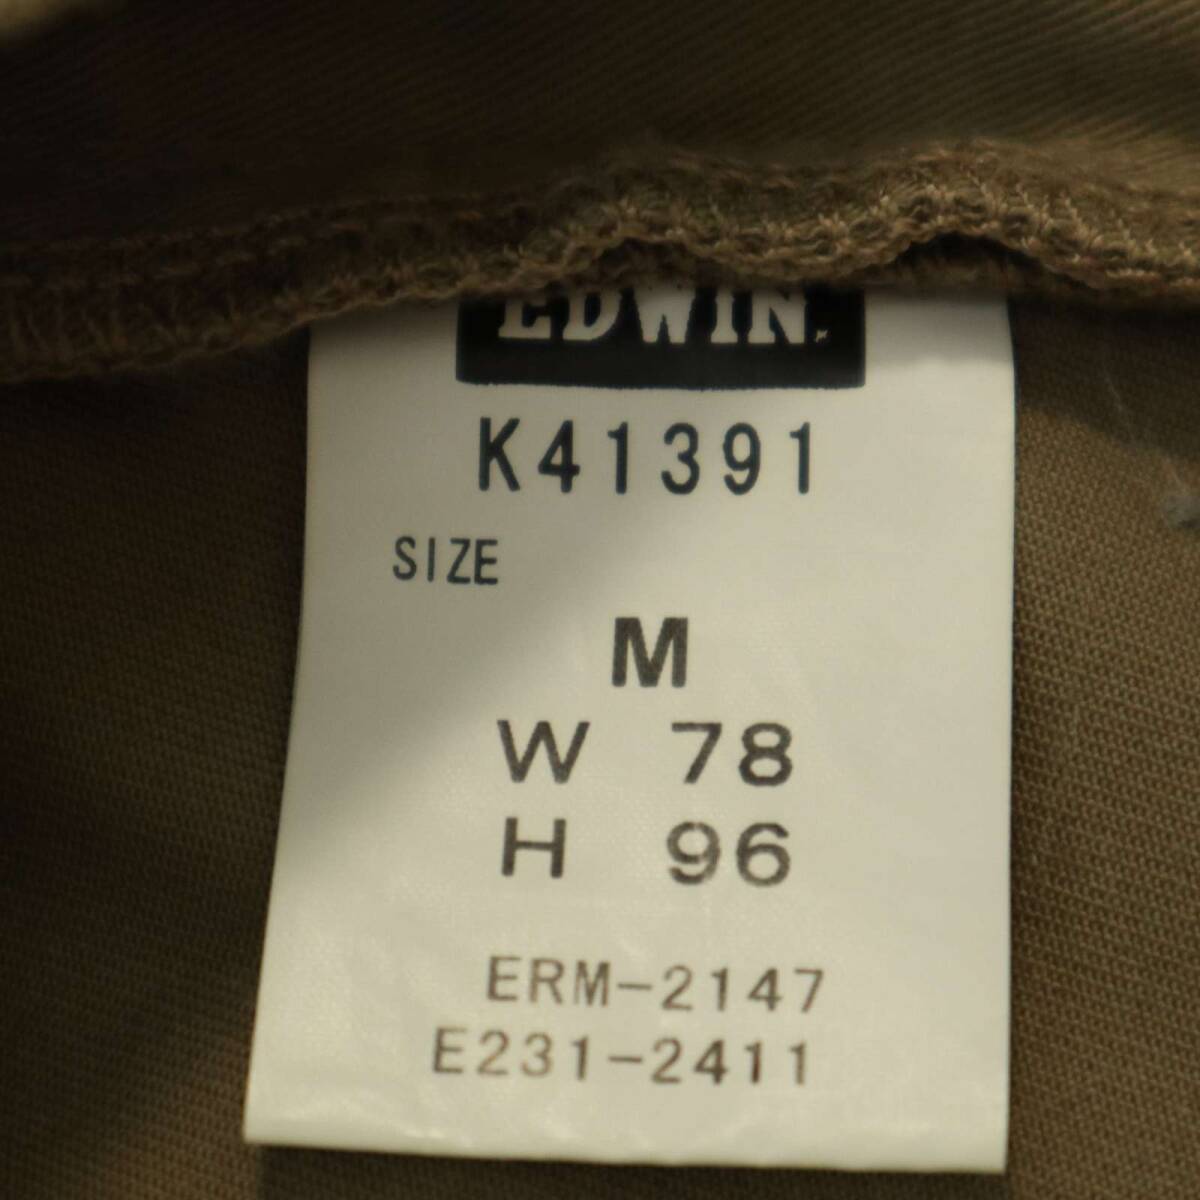 EDWIN
K41391
SIZE
M
W 78
H 96
ERM-2147
E231-2411